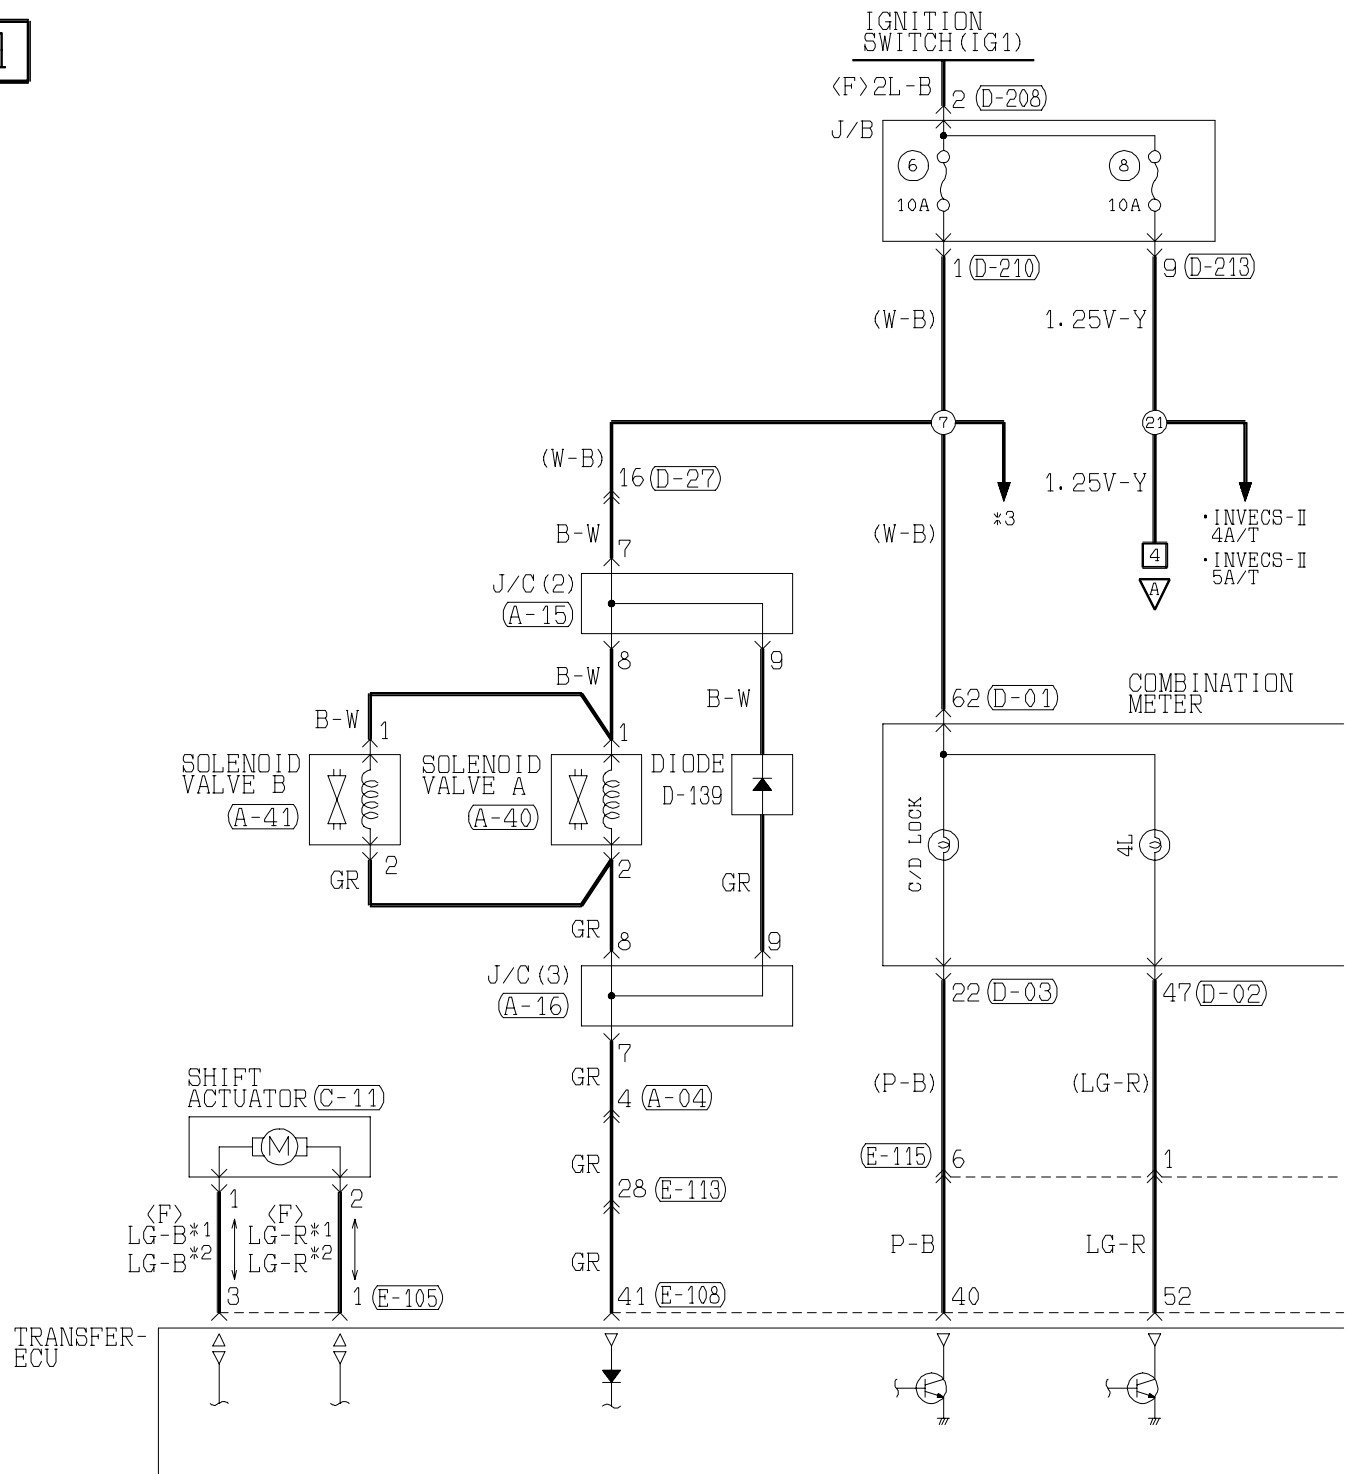 1
IGNITION
SWITCH(IG1)
<F>2L-B
2 (D-208)
J/B
6
8
10A
10A
1 (D-210)
9 (D-213)
(W-B)
1.25V-Y
7
21
(W-B)
16 (D-27)
1.25V-Y
*3
·INVECS-Ⅱ
4A/T
·INVECS-Ⅱ
5A/T
B-W
7
(W-B)
4
A
J/C(2)
(A-15)
8
9
B-W
B-W
62 (D-01)
COMBINATION
METER
B-W
1
1
SOLENOID
VALVE B
(A-41)
SOLENOID
VALVE A
(A-40)
DIODE
D-139
C/D LOCK
4L
2
2
GR
GR
GR
8
9
J/C(3)
(A-16)
22 (D-03)
47 (D-02)
7
GR
SHIFT
ACTUATOR (C-11)
4 (A-04)
(P-B)
(LG-R)
M
GR
(E-115) 6
1
1
2
28 (E-113)
<F>
LG-B*1
LG-B*2
<F>
LG-R*1
LG-R*2
GR
P-B
LG-R
3
1 (E-105)
41 (E-108)
40
52
TRANSFER-
ECU